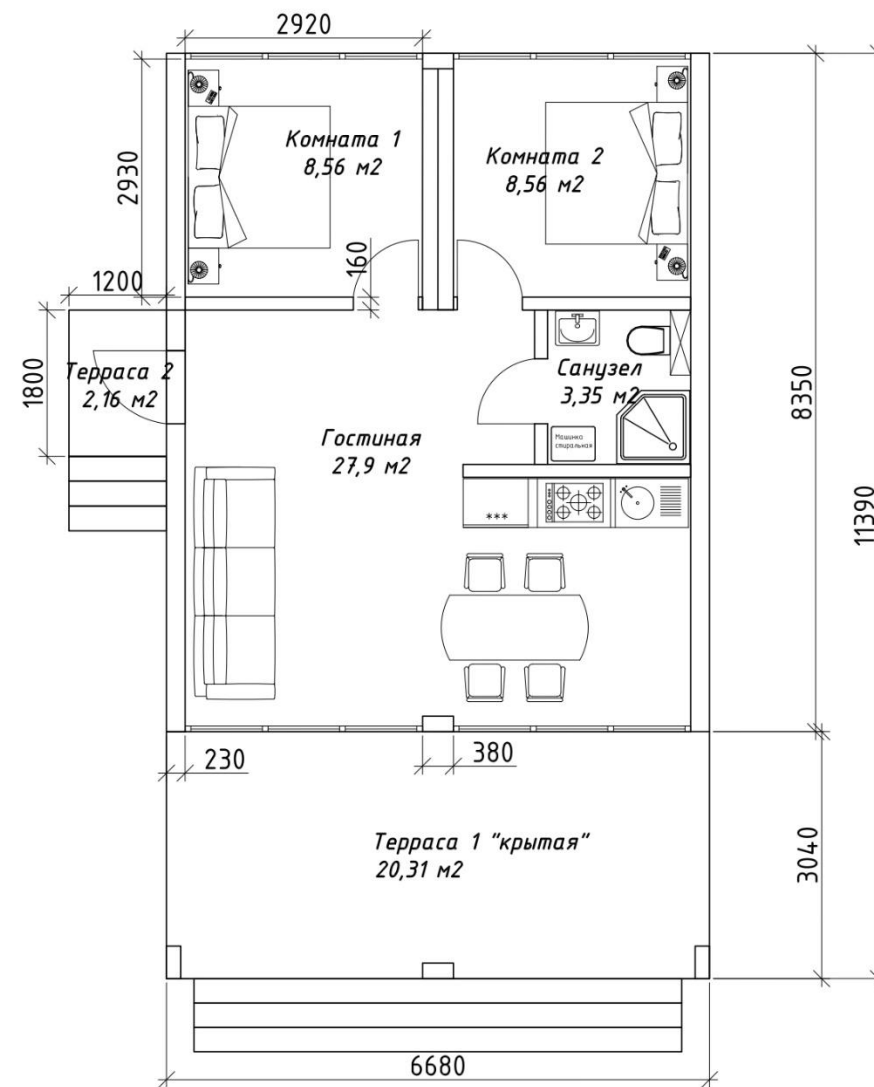 2920
Комната 1
8,56 м2
Комната 2
8,56 м2
2930
160
1200
1800
Терраса 2
2,16 м2
Санузел
3,35 м2
Машинка
стиральная
Гостиная
27,9 м2
***
8350
11390
230
380
Терраса 1 "крытая"
20,31 м2
3040
6680